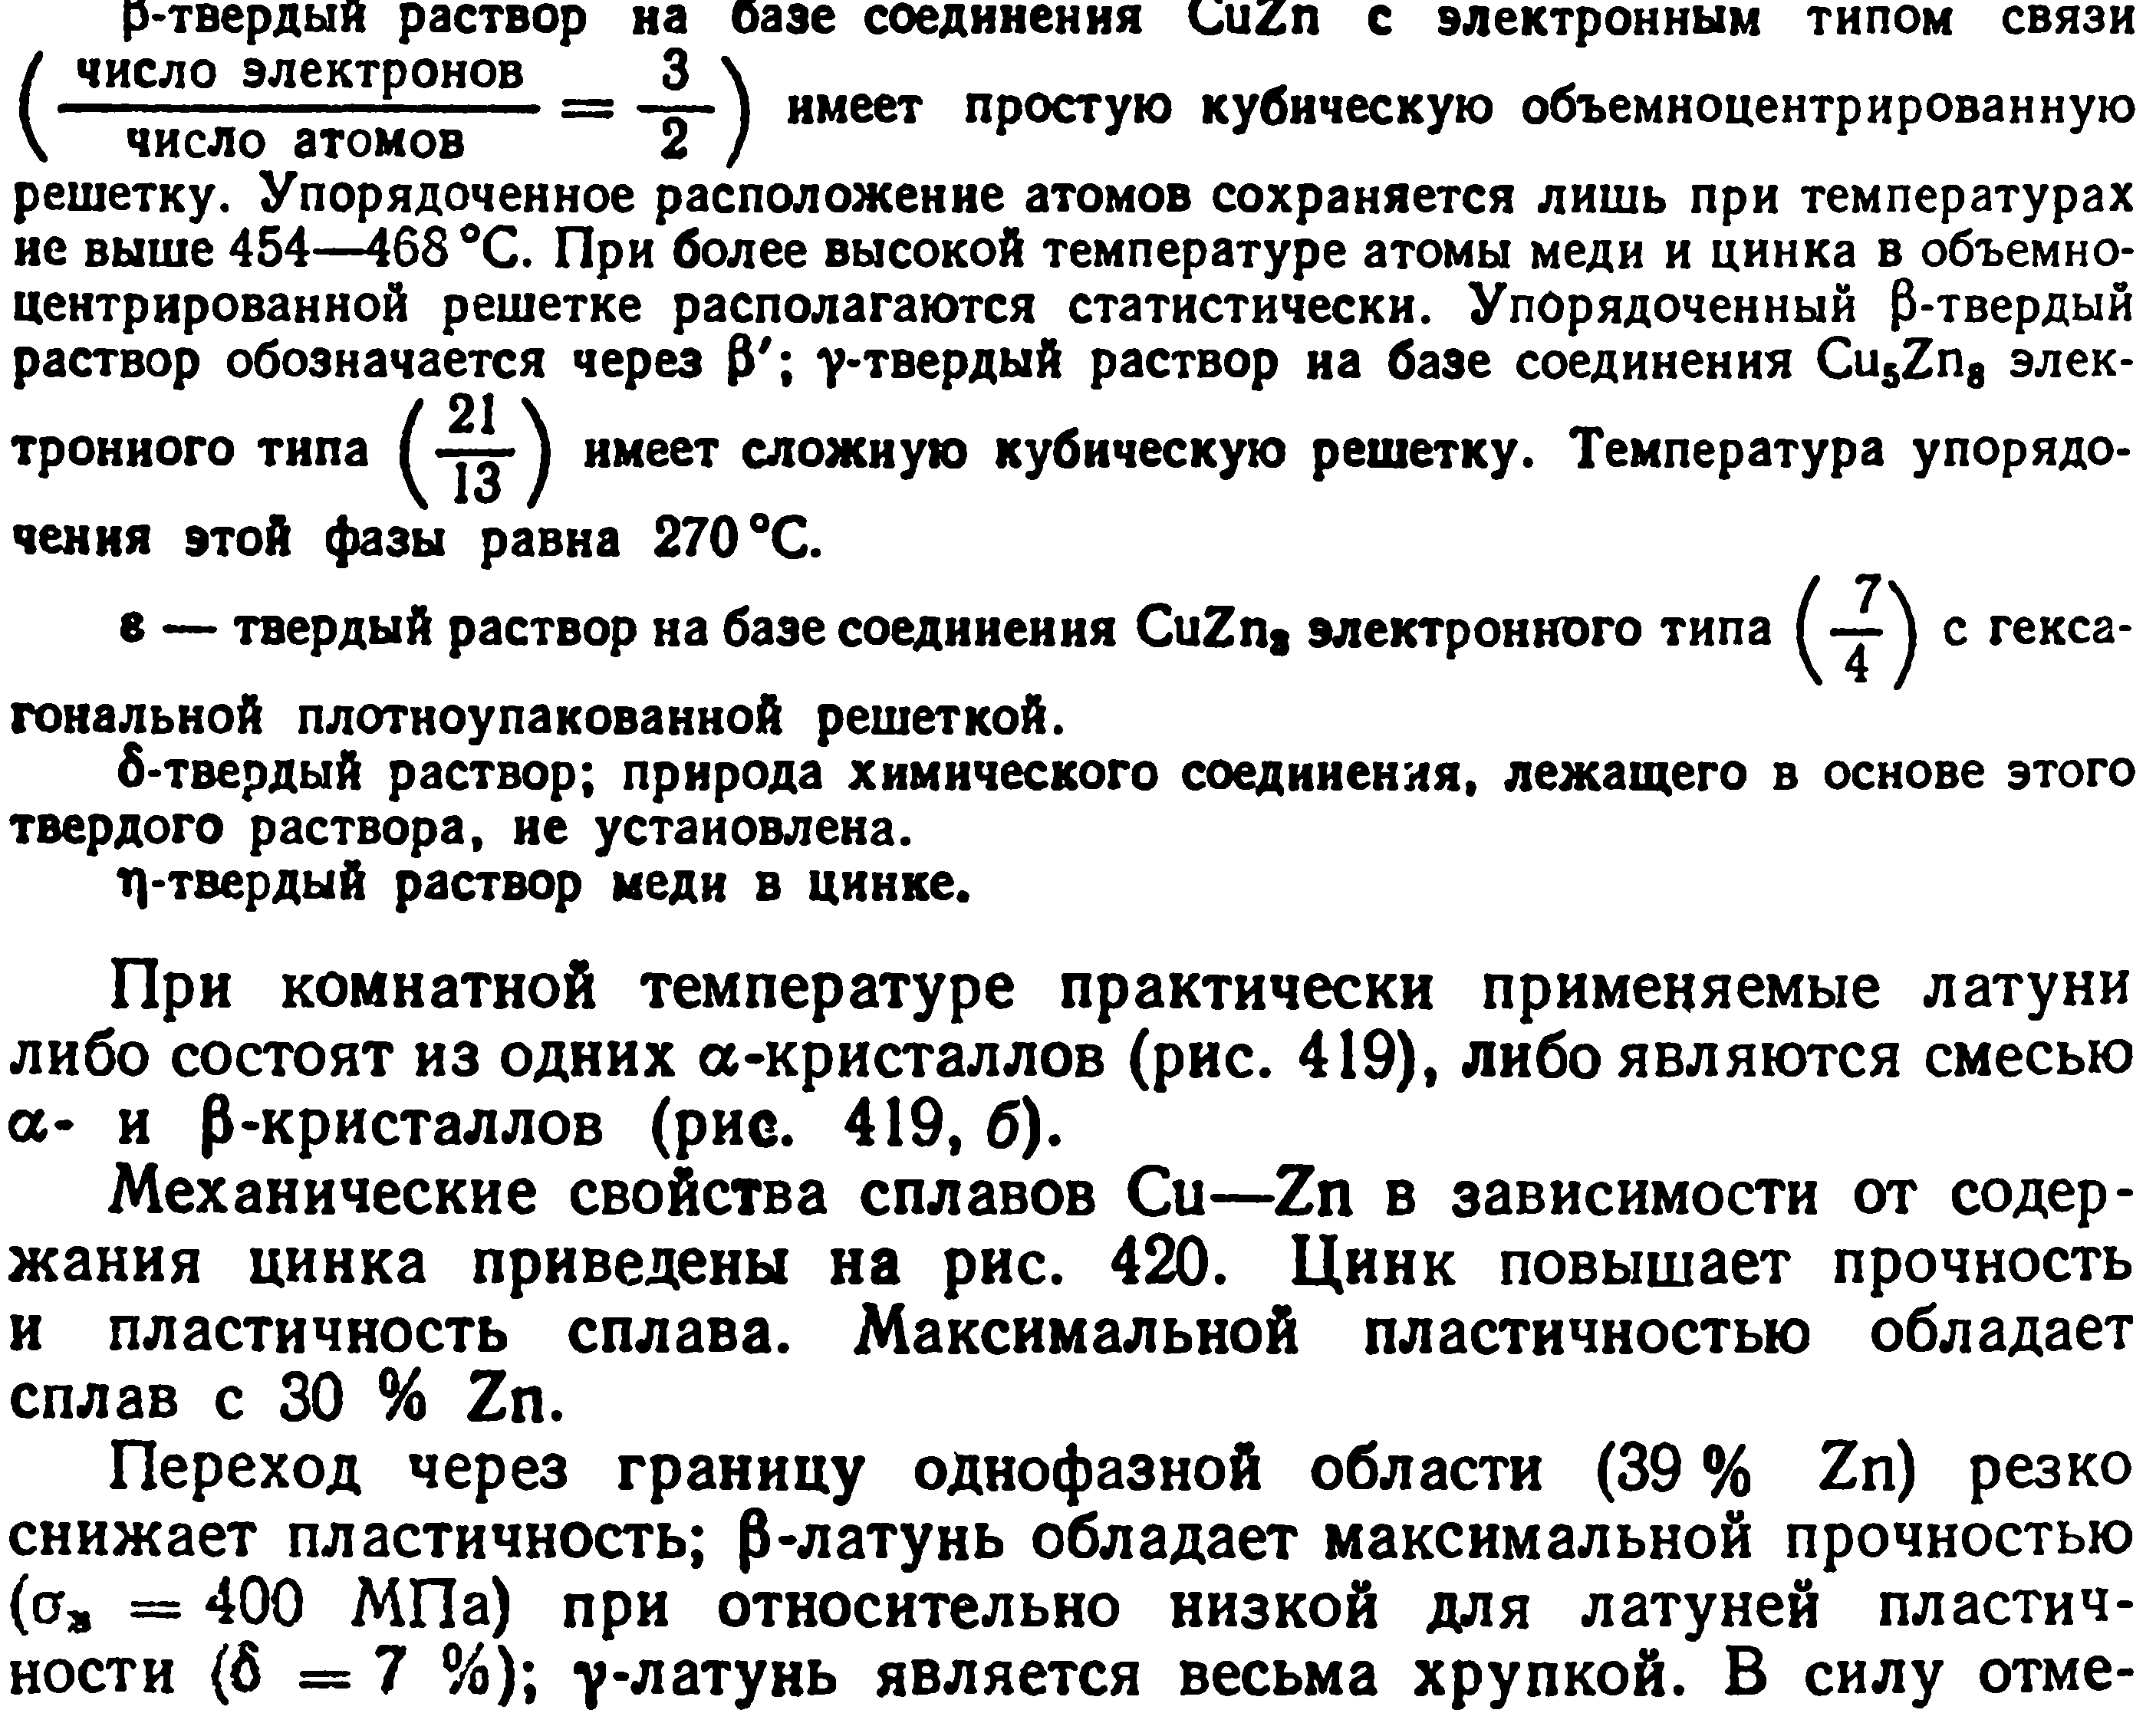 β-твердый раствор на базе соединения CuZn с электронным типом связи
(число электронов / число атомов = 3/2) имеет простую кубическую объемноцентрированную
решетку. Упорядоченное расположение атомов сохраняется лишь при температурах
не выше 454—468 °C. При более высокой температуре атомы меди и цинка в объемно-
центрированной решетке располагаются статистически. Упорядоченный β-твердый
раствор обозначается через β′; γ-твердый раствор на базе соединения Cu₅Zn₈ элек-
тронного типа (21/13) имеет сложную кубическую решетку. Температура упорядо-
чения этой фазы равна 270 °C.
ε — твердый раствор на базе соединения CuZn₃ электронного типа (7/4) с гекса-
гональной плотноупакованной решеткой.
δ-твердый раствор; природа химического соединения, лежащего в основе этого
твердого раствора, не установлена.
η-твердый раствор меди в цинке.
При комнатной температуре практически применяемые латуни
либо состоят из одних α-кристаллов (рис. 419), либо являются смесью
α- и β-кристаллов (рис. 419, б).
Механические свойства сплавов Cu—Zn в зависимости от содер-
жания цинка приведены на рис. 420. Цинк повышает прочность
и пластичность сплава. Максимальной пластичностью обладает
сплав с 30 % Zn.
Переход через границу однофазной области (39 % Zn) резко
снижает пластичность; β-латунь обладает максимальной прочностью
(σв = 400 МПа) при относительно низкой для латуней пластич-
ности (δ = 7 %); γ-латунь является весьма хрупкой. В силу отме-